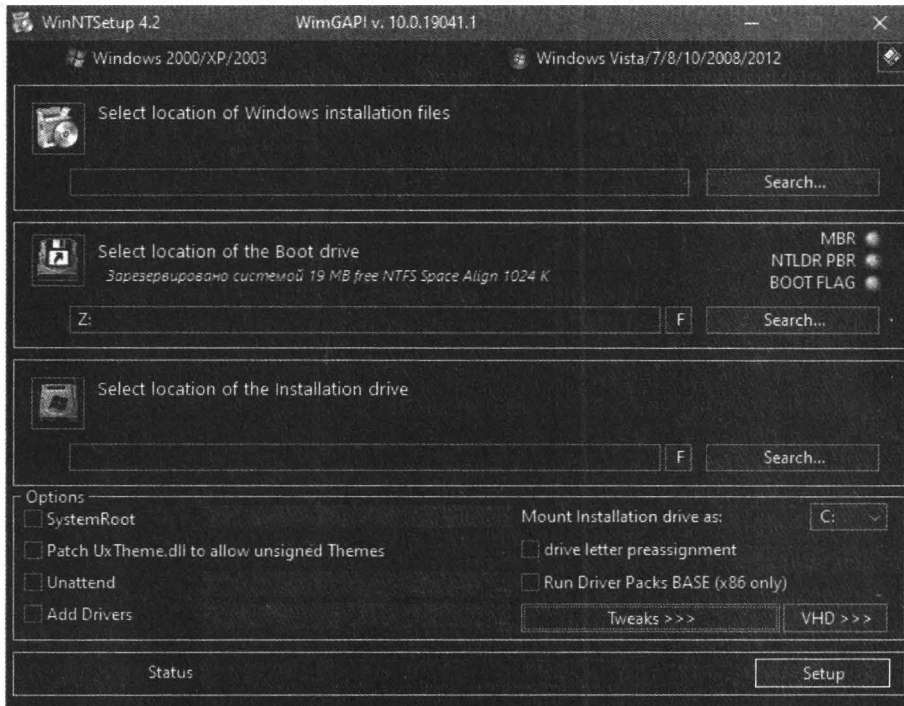 WinNTSetup 4.2 WimGAPI v. 10.0.19041.1
Windows 2000/XP/2003 Windows Vista/7/8/10/2008/2012
Select location of Windows installation files
Search...
Select location of the Boot drive
Зарезервировано системой 19 MB free NTFS Space Align 1024 K
MBR
NTLDR PBR
BOOT FLAG
Z: F Search...
Select location of the Installation drive
F Search...
Options
SystemRoot
Mount Installation drive as: C:
Patch UxTheme.dll to allow unsigned Themes
drive letter preassignment
Unattend
Run Driver Packs BASE (x86 only)
Add Drivers
Tweaks >>> VHD >>>
Status Setup